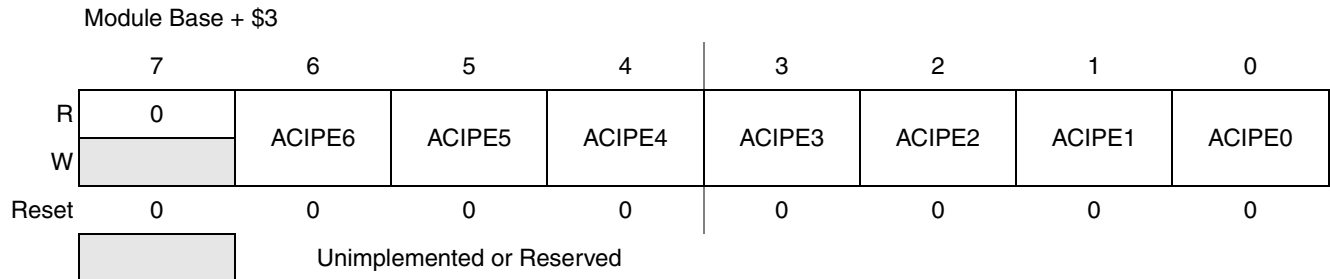 Module Base + $3
7 6 5 4 3 2 1 0
R 0 ACIPE6 ACIPE5 ACIPE4 ACIPE3 ACIPE2 ACIPE1 ACIPE0
W
Reset 0 0 0 0 0 0 0 0
Unimplemented or Reserved